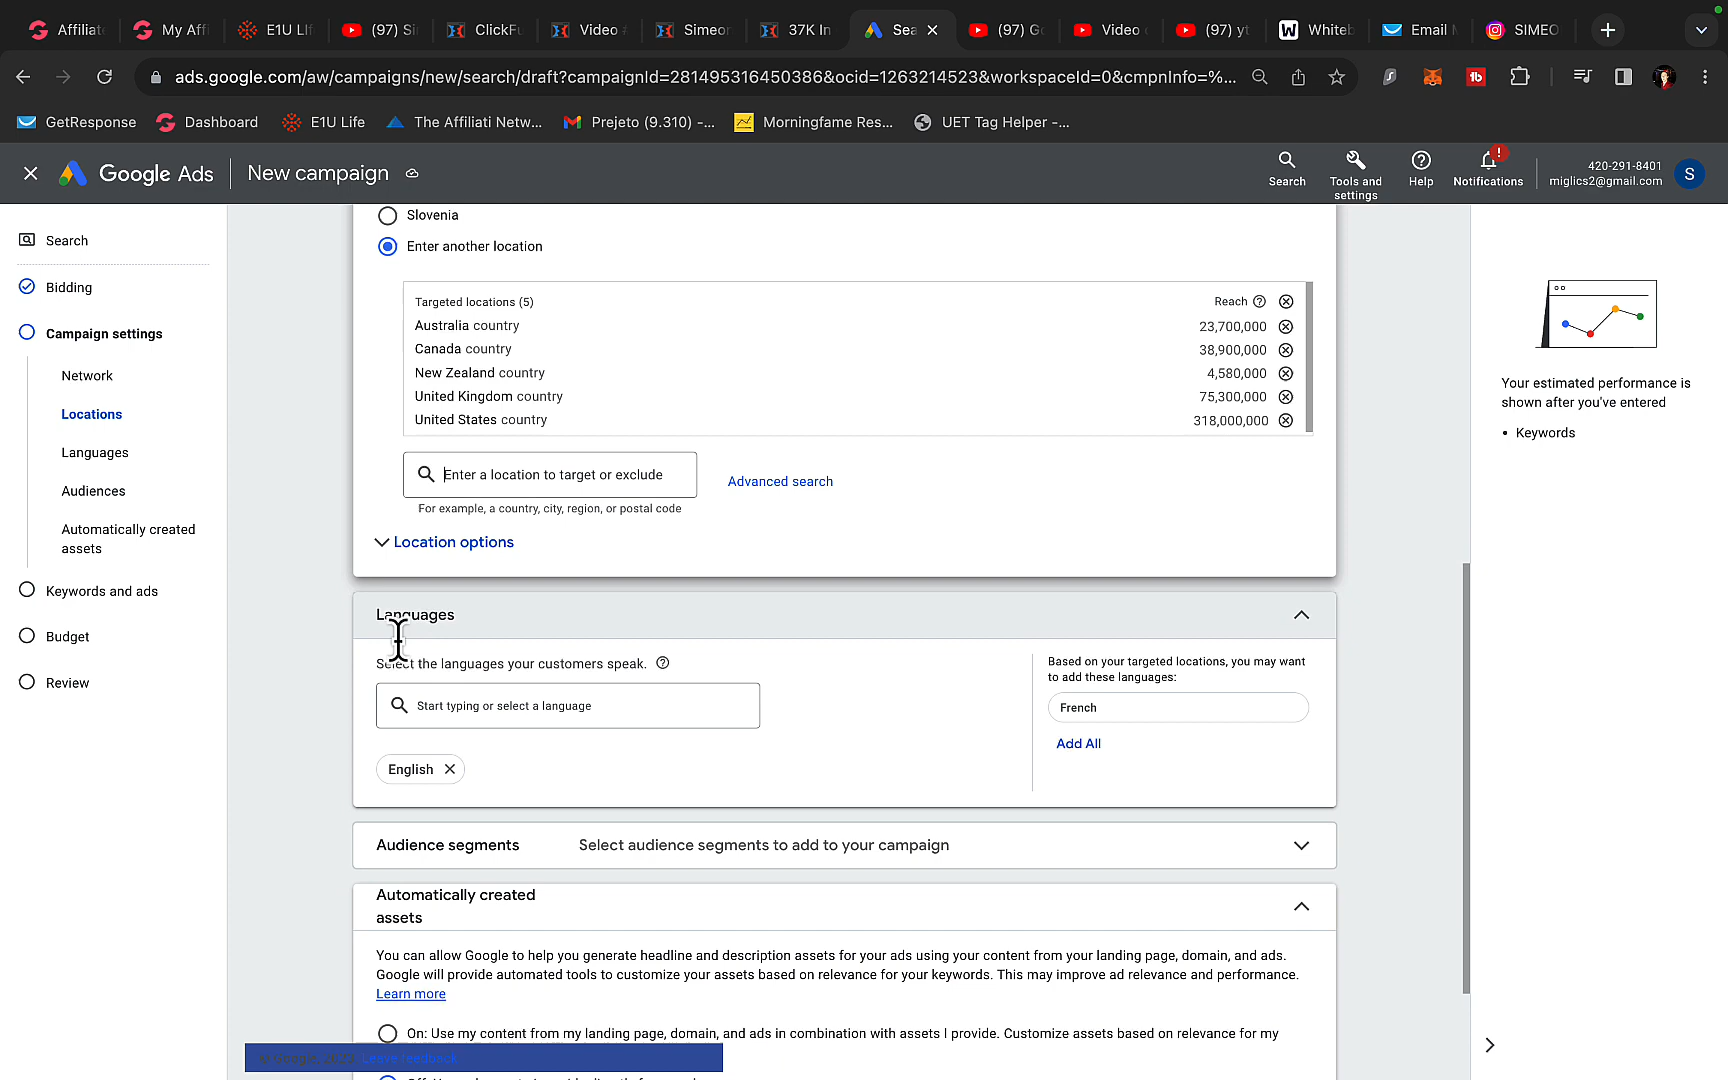 Affiliat
My Affi
E1U LIf
(97) Si
ClickFu
Video
Simeon
37K In
Sea
(97) G
Video
(97) yt
Whiteb
Email
SIMEO
ads.google.com/aw/campaigns/new/search/draft?campaignId=281495316450386&ocid=1263214523&workspaceId=0&cmpnInfo=%...
GetResponse
Dashboard
E1U Life
The Affiliati Netw...
Prejeto (9.310) -...
Morningfame Res...
UET Tag Helper -...
Google Ads
New campaign
Search
Tools and
settings
Help
Notifications
420-291-8401
miglics2@gmail.com
S
Search
Bidding
Campaign settings
Network
Locations
Languages
Audiences
Automatically created
assets
Keywords and ads
Budget
Review
Slovenia
Enter another location
Targeted locations (5)
Reach
Australia country
23,700,000
Canada country
38,900,000
New Zealand country
4,580,000
United Kingdom country
75,300,000
United States country
318,000,000
Enter a location to target or exclude
Advanced search
For example, a country, city, region, or postal code
Location options
Languages
Select the languages your customers speak.
Start typing or select a language
English
Based on your targeted locations, you may want
to add these languages:
French
Add All
Audience segments
Select audience segments to add to your campaign
Automatically created
assets
You can allow Google to help you generate headline and description assets for your ads using your content from your landing page, domain, and ads.
Google will provide automated tools to customize your assets based on relevance for your keywords. This may improve ad relevance and performance.
Learn more
On: Use my content from my landing page, domain, and ads in combination with assets I provide. Customize assets based on relevance for my
Leave feedback
Your estimated performance is
shown after you've entered
• Keywords